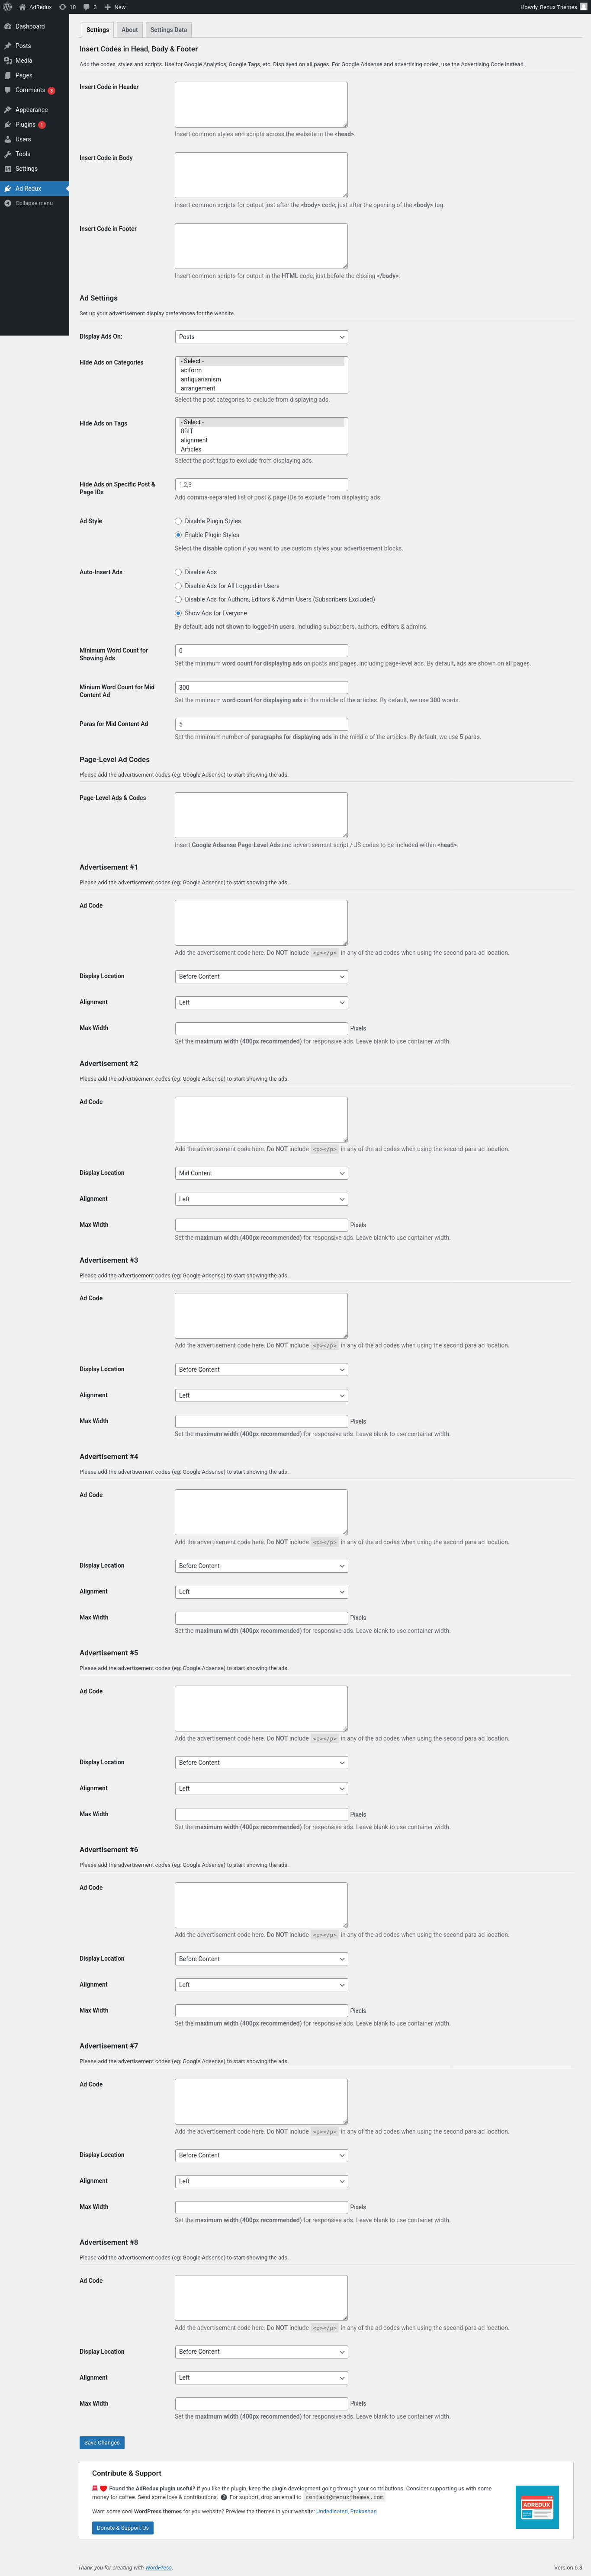 AdRedux 10 3 New Howdy, Redux Themes
Dashboard
Posts
Media
Pages
Comments 3
Appearance
Plugins
Users
Tools
Settings
Ad Redux
Collapse menu
Settings About Settings Data
Insert Codes in Head, Body & Footer
Add the codes, styles and scripts. Use for Google Analytics, Google Tags, etc. Displayed on all pages. For Google Adsense and advertising codes, use the Advertising Code instead.
Insert Code in Header
Insert common styles and scripts across the website in the <head>.
Insert Code in Body
Insert common scripts for output just after the <body> code, just after the opening of the <body> tag.
Insert Code in Footer
Insert common scripts for output in the HTML code, just before the closing </body>.
Ad Settings
Set up your advertisement display preferences for the website.
Display Ads On:
Posts
Hide Ads on Categories
- Select -
aciform
antiquarianism
arrangement
Select the post categories to exclude from displaying ads.
Hide Ads on Tags
- Select -
8BIT
alignment
Articles
Select the post tags to exclude from displaying ads.
Hide Ads on Specific Post &
Page IDs
1,2,3
Add comma-separated list of post & page IDs to exclude from displaying ads.
Ad Style
Disable Plugin Styles
Enable Plugin Styles
Select the disable option if you want to use custom styles your advertisement blocks.
Auto-Insert Ads
Disable Ads
Disable Ads for All Logged-in Users
Disable Ads for Authors, Editors & Admin Users (Subscribers Excluded)
Show Ads for Everyone
By default, ads not shown to logged-in users, including subscribers, authors, editors & admins.
Minimum Word Count for
Showing Ads
0
Set the minimum word count for displaying ads on posts and pages, including page-level ads. By default, ads are shown on all pages.
Minium Word Count for Mid
Content Ad
300
Set the minimum word count for displaying ads in the middle of the articles. By default, we use 300 words.
Paras for Mid Content Ad
5
Set the minimum number of paragraphs for displaying ads in the middle of the articles. By default, we use 5 paras.
Page-Level Ad Codes
Please add the advertisement codes (eg: Google Adsense) to start showing the ads.
Page-Level Ads & Codes
Insert Google Adsense Page-Level Ads and advertisement script / JS codes to be included within <head>.
Advertisement #1
Please add the advertisement codes (eg: Google Adsense) to start showing the ads.
Ad Code
Add the advertisement code here. Do NOT include <p></p> in any of the ad codes when using the second para ad location.
Display Location
Before Content
Alignment
Left
Max Width
Pixels
Set the maximum width (400px recommended) for responsive ads. Leave blank to use container width.
Advertisement #2
Please add the advertisement codes (eg: Google Adsense) to start showing the ads.
Ad Code
Add the advertisement code here. Do NOT include <p></p> in any of the ad codes when using the second para ad location.
Display Location
Mid Content
Alignment
Left
Max Width
Pixels
Set the maximum width (400px recommended) for responsive ads. Leave blank to use container width.
Advertisement #3
Please add the advertisement codes (eg: Google Adsense) to start showing the ads.
Ad Code
Add the advertisement code here. Do NOT include <p></p> in any of the ad codes when using the second para ad location.
Display Location
Before Content
Alignment
Left
Max Width
Pixels
Set the maximum width (400px recommended) for responsive ads. Leave blank to use container width.
Advertisement #4
Please add the advertisement codes (eg: Google Adsense) to start showing the ads.
Ad Code
Add the advertisement code here. Do NOT include <p></p> in any of the ad codes when using the second para ad location.
Display Location
Before Content
Alignment
Left
Max Width
Pixels
Set the maximum width (400px recommended) for responsive ads. Leave blank to use container width.
Advertisement #5
Please add the advertisement codes (eg: Google Adsense) to start showing the ads.
Ad Code
Add the advertisement code here. Do NOT include <p></p> in any of the ad codes when using the second para ad location.
Display Location
Before Content
Alignment
Left
Max Width
Pixels
Set the maximum width (400px recommended) for responsive ads. Leave blank to use container width.
Advertisement #6
Please add the advertisement codes (eg: Google Adsense) to start showing the ads.
Ad Code
Add the advertisement code here. Do NOT include <p></p> in any of the ad codes when using the second para ad location.
Display Location
Before Content
Alignment
Left
Max Width
Pixels
Set the maximum width (400px recommended) for responsive ads. Leave blank to use container width.
Advertisement #7
Please add the advertisement codes (eg: Google Adsense) to start showing the ads.
Ad Code
Add the advertisement code here. Do NOT include <p></p> in any of the ad codes when using the second para ad location.
Display Location
Before Content
Alignment
Left
Max Width
Pixels
Set the maximum width (400px recommended) for responsive ads. Leave blank to use container width.
Advertisement #8
Please add the advertisement codes (eg: Google Adsense) to start showing the ads.
Ad Code
Add the advertisement code here. Do NOT include <p></p> in any of the ad codes when using the second para ad location.
Display Location
Before Content
Alignment
Left
Max Width
Pixels
Set the maximum width (400px recommended) for responsive ads. Leave blank to use container width.
Save Changes
Contribute & Support
Found the AdRedux plugin useful? If you like the plugin, keep the plugin development going through your contributions. Consider supporting us with some
money for coffee. Send some love & contributions. For support, drop an email to contact@reduxthemes.com
Want some cool WordPress themes for you website? Preview the themes in your website: Undedicated, Prakashan
Donate & Support Us
ADREDUX
Thank you for creating with WordPress.
Version 6.3